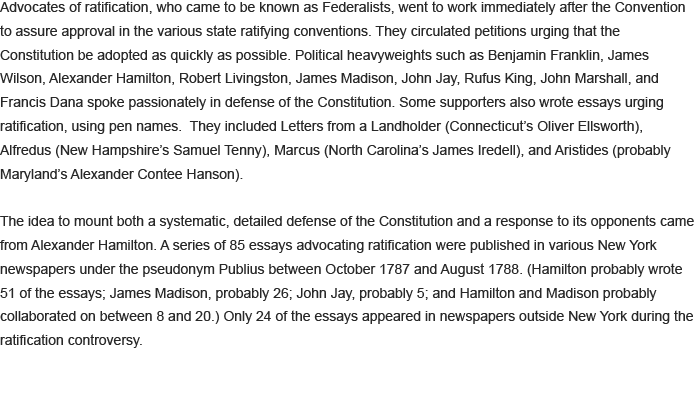 Advocates of ratification, who came to be known as Federalists, went to work immediately after the Convention
to assure approval in the various state ratifying conventions. They circulated petitions urging that the
Constitution be adopted as quickly as possible. Political heavyweights such as Benjamin Franklin, James
Wilson, Alexander Hamilton, Robert Livingston, James Madison, John Jay, Rufus King, John Marshall, and
Francis Dana spoke passionately in defense of the Constitution. Some supporters also wrote essays urging
ratification, using pen names.  They included Letters from a Landholder (Connecticut’s Oliver Ellsworth),
Alfredus (New Hampshire’s Samuel Tenny), Marcus (North Carolina’s James Iredell), and Aristides (probably
Maryland’s Alexander Contee Hanson).

The idea to mount both a systematic, detailed defense of the Constitution and a response to its opponents came
from Alexander Hamilton. A series of 85 essays advocating ratification were published in various New York
newspapers under the pseudonym Publius between October 1787 and August 1788. (Hamilton probably wrote
51 of the essays; James Madison, probably 26; John Jay, probably 5; and Hamilton and Madison probably
collaborated on between 8 and 20.) Only 24 of the essays appeared in newspapers outside New York during the
ratification controversy.